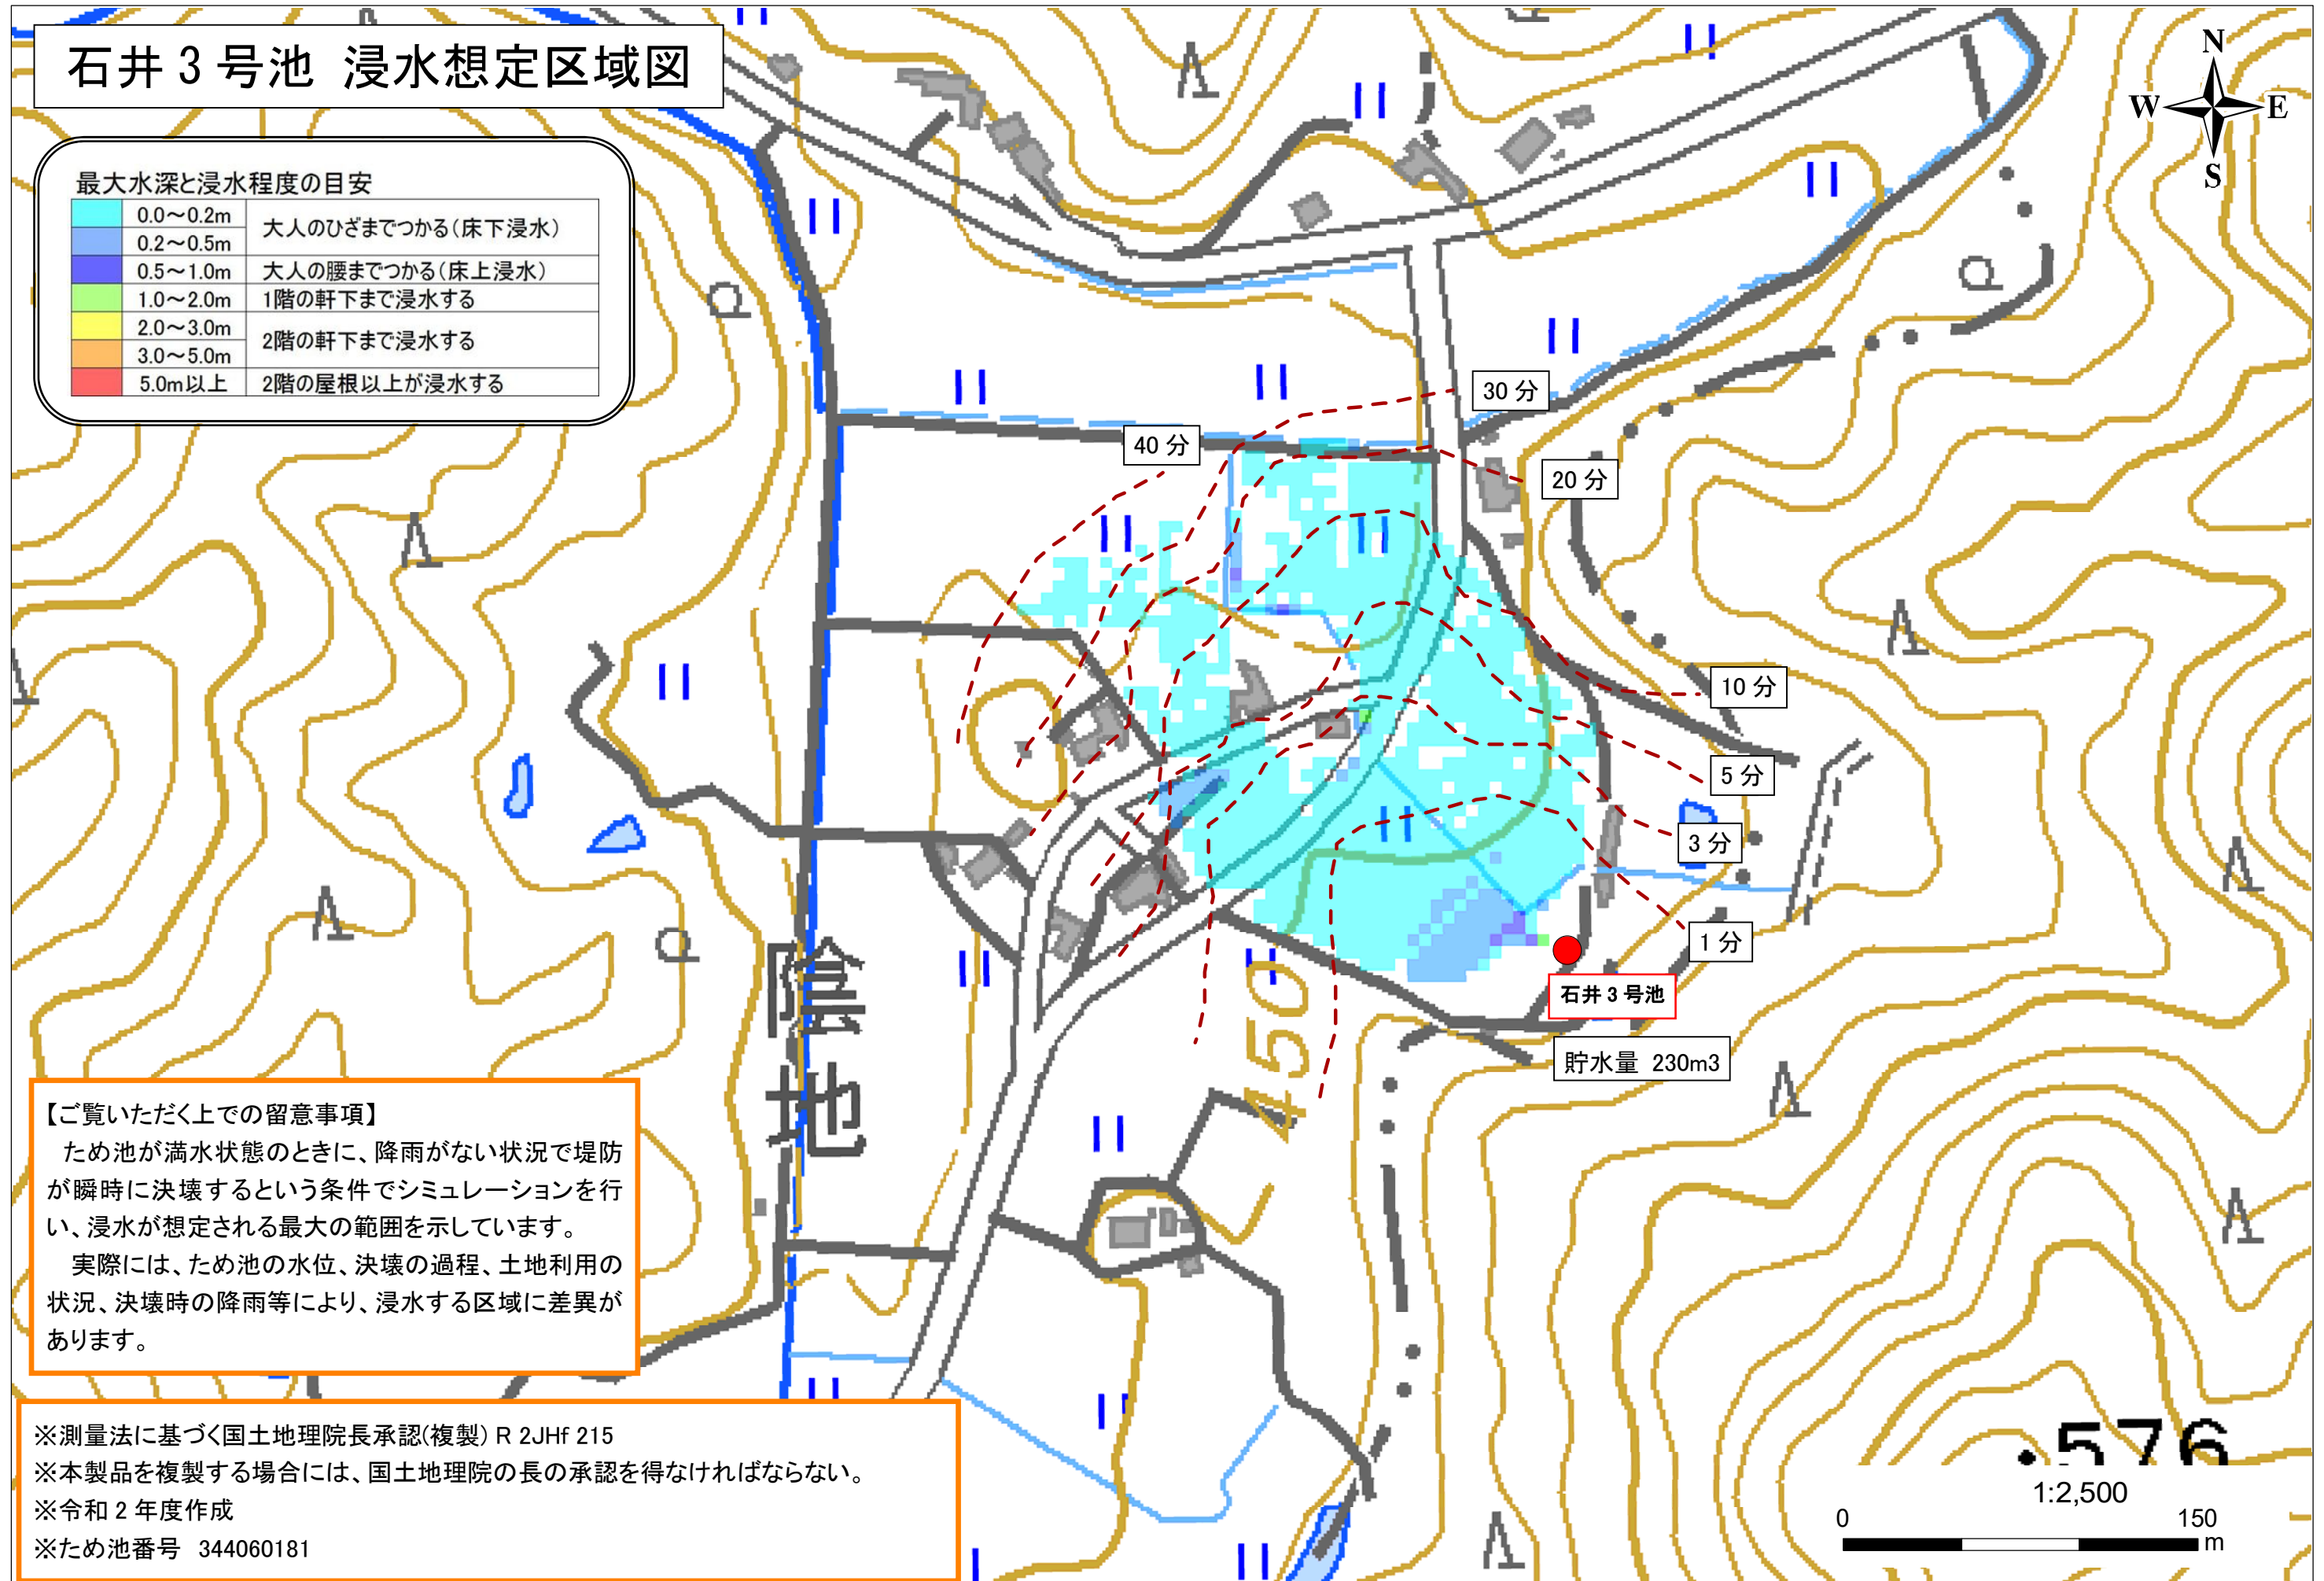 石井3号池 浸水想定区域図
N
W
E
S
最大水深と浸水程度の目安
0.0～0.2m
大人のひざまでつかる(床下浸水)
0.2～0.5m
0.5～1.0m
大人の腰までつかる(床上浸水)
1.0～2.0m
1階の軒下まで浸水する
2.0～3.0m
2階の軒下まで浸水する
3.0～5.0m
5.0m以上
2階の屋根以上が浸水する
30分
40分
20分
10分
5分
3分
1分
石井3号池
貯水量 230m3
陰地
450
【ご覧いただく上での留意事項】
ため池が満水状態のときに、降雨がない状況で堤防
が瞬時に決壊するという条件でシミュレーションを行
い、浸水が想定される最大の範囲を示しています。
実際には、ため池の水位、決壊の過程、土地利用の
状況、決壊時の降雨等により、浸水する区域に差異が
あります。
※測量法に基づく国土地理院長承認(複製) R 2JHf 215
※本製品を複製する場合には、国土地理院の長の承認を得なければならない。
※令和2年度作成
※ため池番号 344060181
576
1:2,500
0
150
m